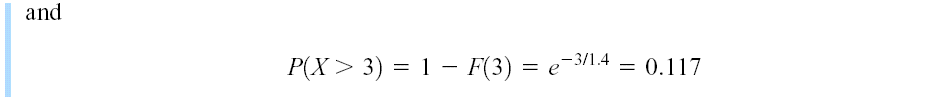 and
P(X > 3) = 1 − F(3) = e^{−3/1.4} = 0.117